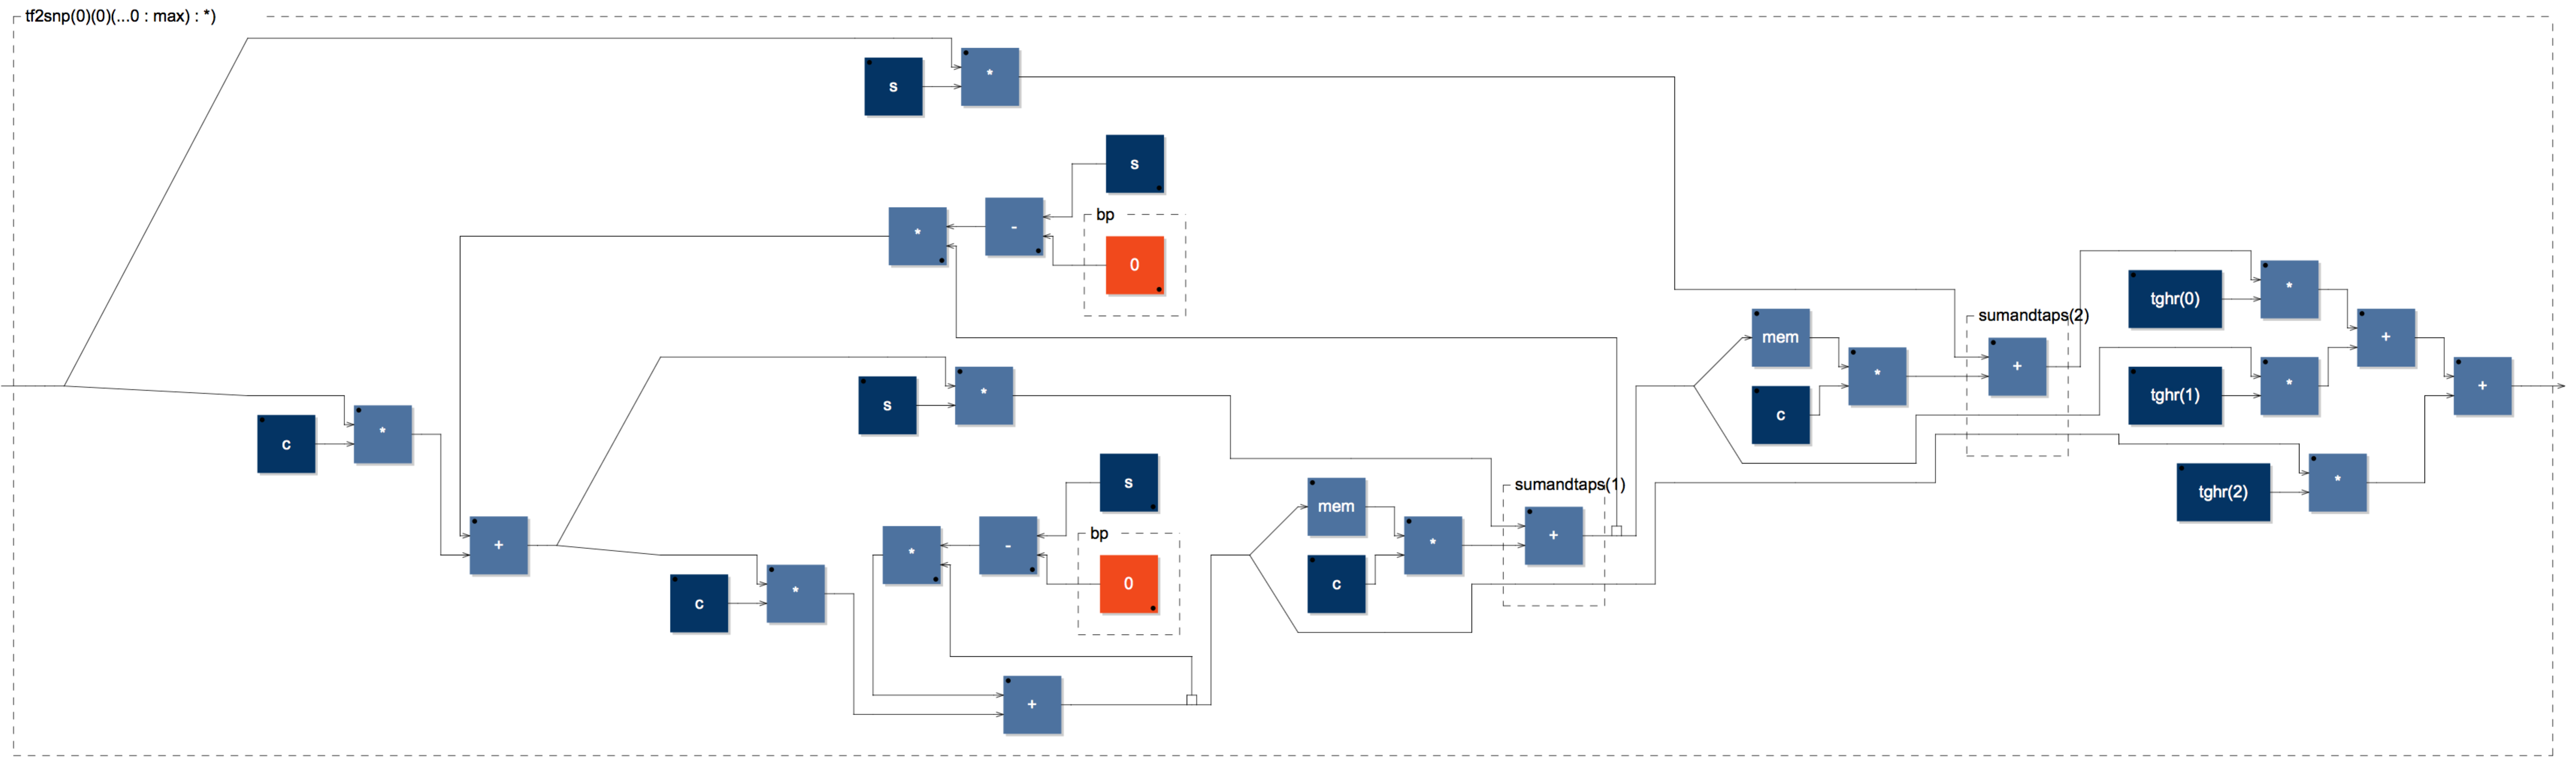 tf2snp(0)(0)(...0 : max) : *)
*
s
s
*
-
bp
0
*
tghr(0)
sumandtaps(2)
mem
+
+
*
c
*
tghr(1)
+
*
s
*
c
s
sumandtaps(1)
*
tghr(2)
mem
bp
+
*
-
*
+
0
c
*
c
+